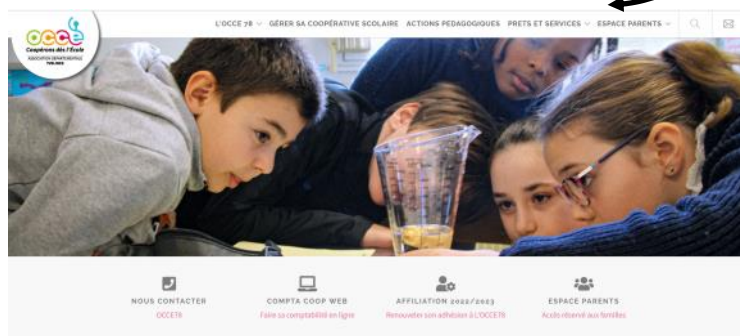 L'OCCE 78 GÉRER SA COOPÉRATIVE SCOLAIRE ACTIONS PEDAGOGIQUES PRETS ET SERVICES ESPACE PARENTS
occe
Coopérons dès l'École
ASSOCIATION DÉPARTEMENTALE
NOUS CONTACTER
OCCE78
COMPTA COOP WEB
Faire sa comptabilité en ligne
AFFILIATION 2022/2023
Renouveler son adhésion à L'OCCE78
ESPACE PARENTS
Accès réservé aux familles